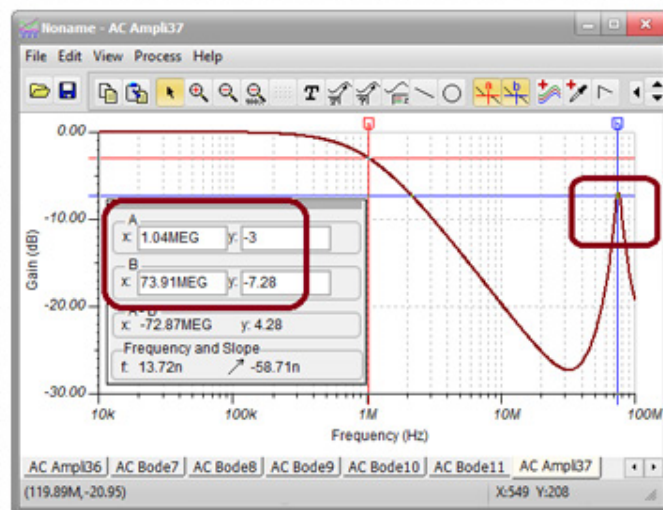 Noname - AC Ampli37
File Edit View Process Help
T
a b
0.00
-10.00
-20.00
-30.00
Gain (dB)
A
x: 1.04MEG y: -3
B
x: 73.91MEG y: -7.28
A - B
x: -72.87MEG y: 4.28
Frequency and Slope
f: 13.72n -58.71n
10k 100k 1M 10M 100M
Frequency (Hz)
AC Ampli36 AC Bode7 AC Bode8 AC Bode9 AC Bode10 AC Bode11 AC Ampli37
(119.89M,-20.95) X:549 Y:208